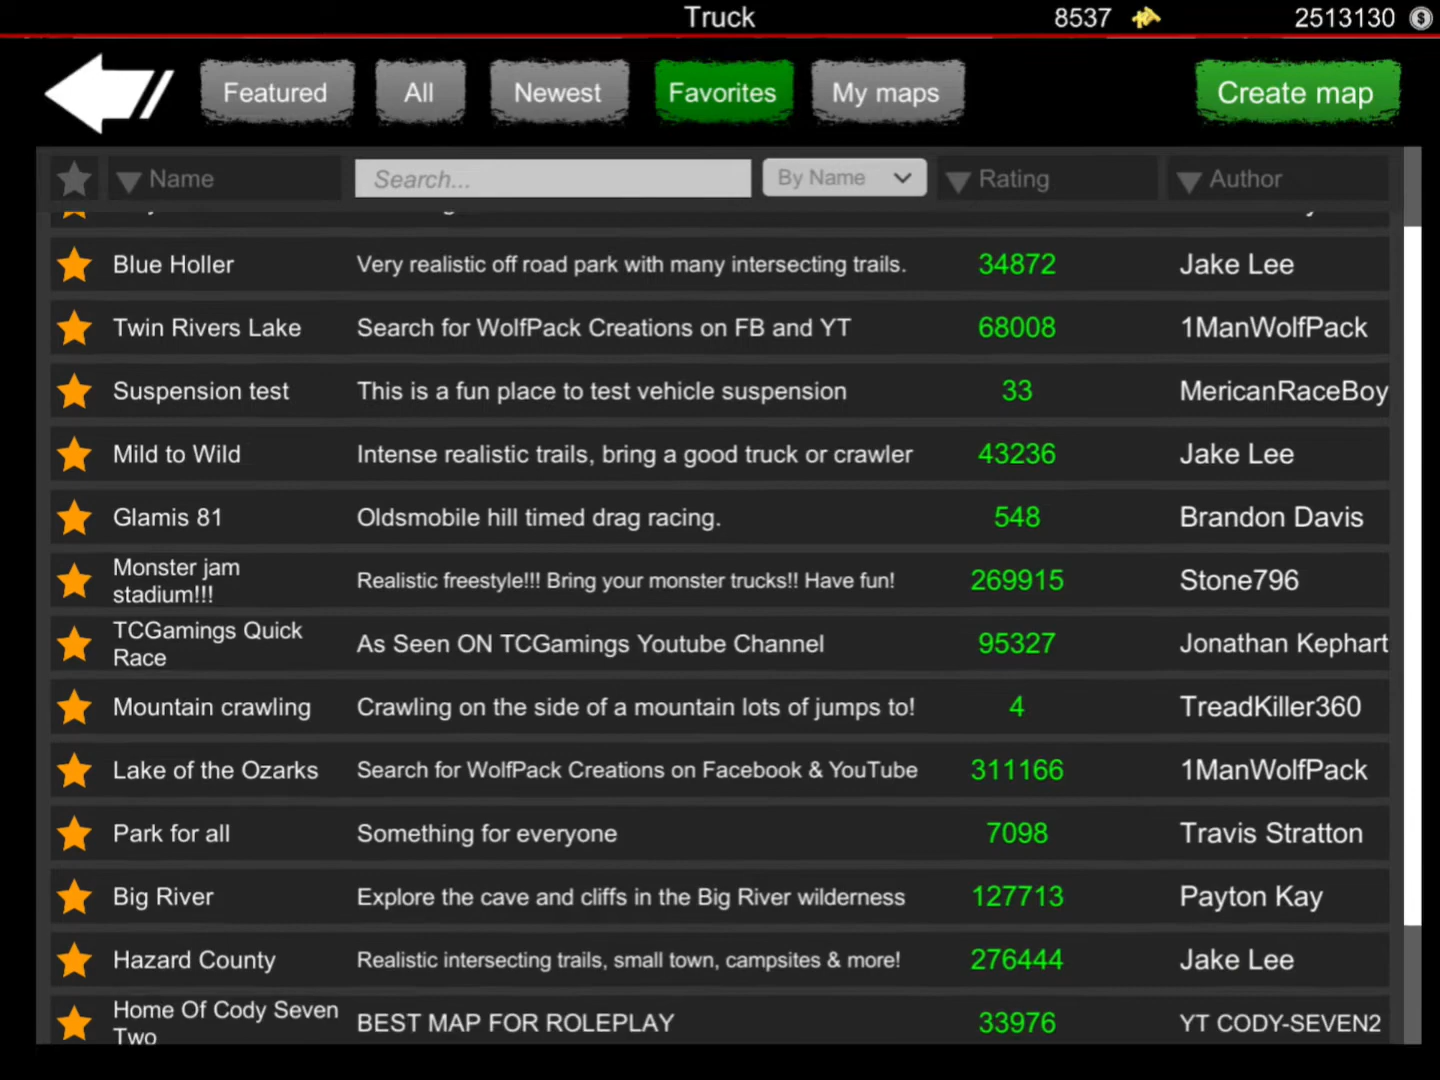 Truck 8537 2513130
Featured All Newest Favorites My maps Create map
Name Search... By Name Rating Author
Blue Holler Very realistic off road park with many intersecting trails. 34872 Jake Lee
Twin Rivers Lake Search for WolfPack Creations on FB and YT 68008 1ManWolfPack
Suspension test This is a fun place to test vehicle suspension 33 MericanRaceBoy
Mild to Wild Intense realistic trails, bring a good truck or crawler 43236 Jake Lee
Glamis 81 Oldsmobile hill timed drag racing. 548 Brandon Davis
Monster jam
stadium!!! Realistic freestyle!!! Bring your monster trucks!! Have fun! 269915 Stone796
TCGamings Quick
Race As Seen ON TCGamings Youtube Channel 95327 Jonathan Kephart
Mountain crawling Crawling on the side of a mountain lots of jumps to! 4 TreadKiller360
Lake of the Ozarks Search for WolfPack Creations on Facebook & YouTube 311166 1ManWolfPack
Park for all Something for everyone 7098 Travis Stratton
Big River Explore the cave and cliffs in the Big River wilderness 127713 Payton Kay
Hazard County Realistic intersecting trails, small town, campsites & more! 276444 Jake Lee
Home Of Cody Seven
Two BEST MAP FOR ROLEPLAY 33976 YT CODY-SEVEN2